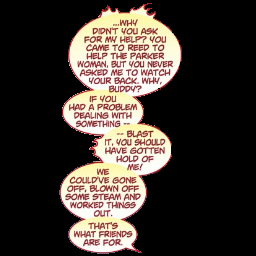 ...WHY
DIDN'T YOU ASK
FOR MY HELP? YOU
CAME TO REED TO
HELP THE PARKER
WOMAN, BUT YOU NEVER
ASKED ME TO WATCH
YOUR BACK. WHY,
BUDDY?
IF YOU
HAD A PROBLEM
DEALING WITH
SOMETHING --
-- BLAST
IT, YOU SHOULD
HAVE GOTTEN
HOLD OF
ME!
WE
COULD'VE GONE
OFF, BLOWN OFF
SOME STEAM AND
WORKED THINGS
OUT.
THAT'S
WHAT FRIENDS
ARE FOR.